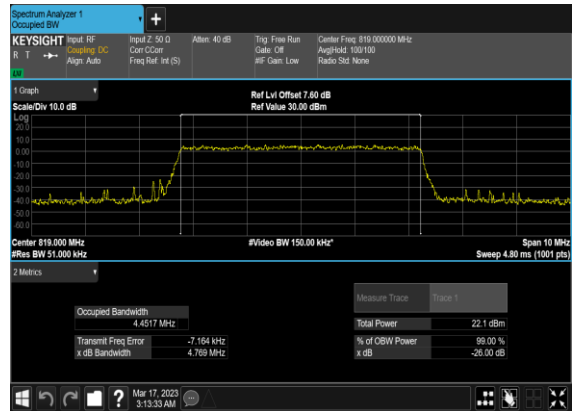 Spectrum Analyzer 1
Occupied BW
+
KEYSIGHT Input: RF Input Z: 50 Ω Atten: 40 dB Trig: Free Run Center Freq: 819.000000 MHz
R T Coupling: DC Corr CCorr Gate: Off Avg|Hold: 100/100
Align: Auto Freq Ref: Int (S) #IF Gain: Low Radio Std: None
LW
1 Graph
Ref Lvl Offset 7.60 dB
Scale/Div 10.0 dB Ref Value 30.00 dBm
Log
20.0
10.0
0.00
-10.0
-20.0
-30.0
-40.0
-50.0
-60.0
Center 819.000 MHz #Video BW 150.00 kHz* Span 10 MHz
#Res BW 51.000 kHz Sweep 4.80 ms (1001 pts)
2 Metrics
Measure Trace Trace 1
Occupied Bandwidth
4.4517 MHz Total Power 22.1 dBm
Transmit Freq Error -7.164 kHz % of OBW Power 99.00 %
x dB Bandwidth 4.769 MHz x dB -26.00 dB
? Mar 17, 2023
3:13:33 AM